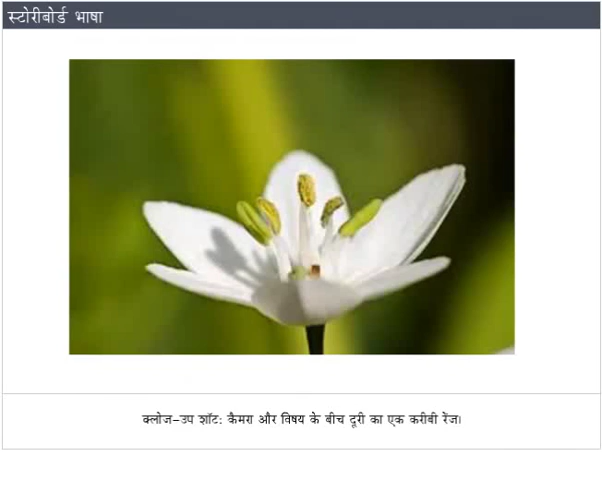 स्टोरीबोर्ड भाषा
क्लोज-उप शॉट: कैमरा और विषय के बीच दूरी का एक करीबी रेंज।